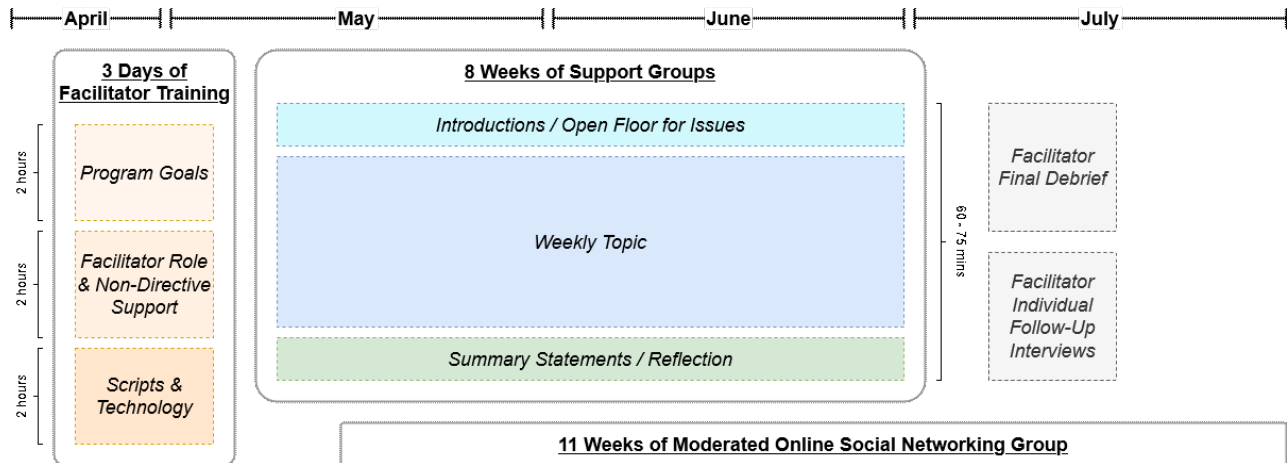 April
May
June
July
3 Days of
Facilitator Training
2 hours
Program Goals
2 hours
Facilitator Role
& Non-Directive
Support
2 hours
Scripts &
Technology
8 Weeks of Support Groups
Introductions / Open Floor for Issues
Weekly Topic
Summary Statements / Reflection
60 - 75 mins
Facilitator
Final Debrief
Facilitator
Individual
Follow-Up
Interviews
11 Weeks of Moderated Online Social Networking Group